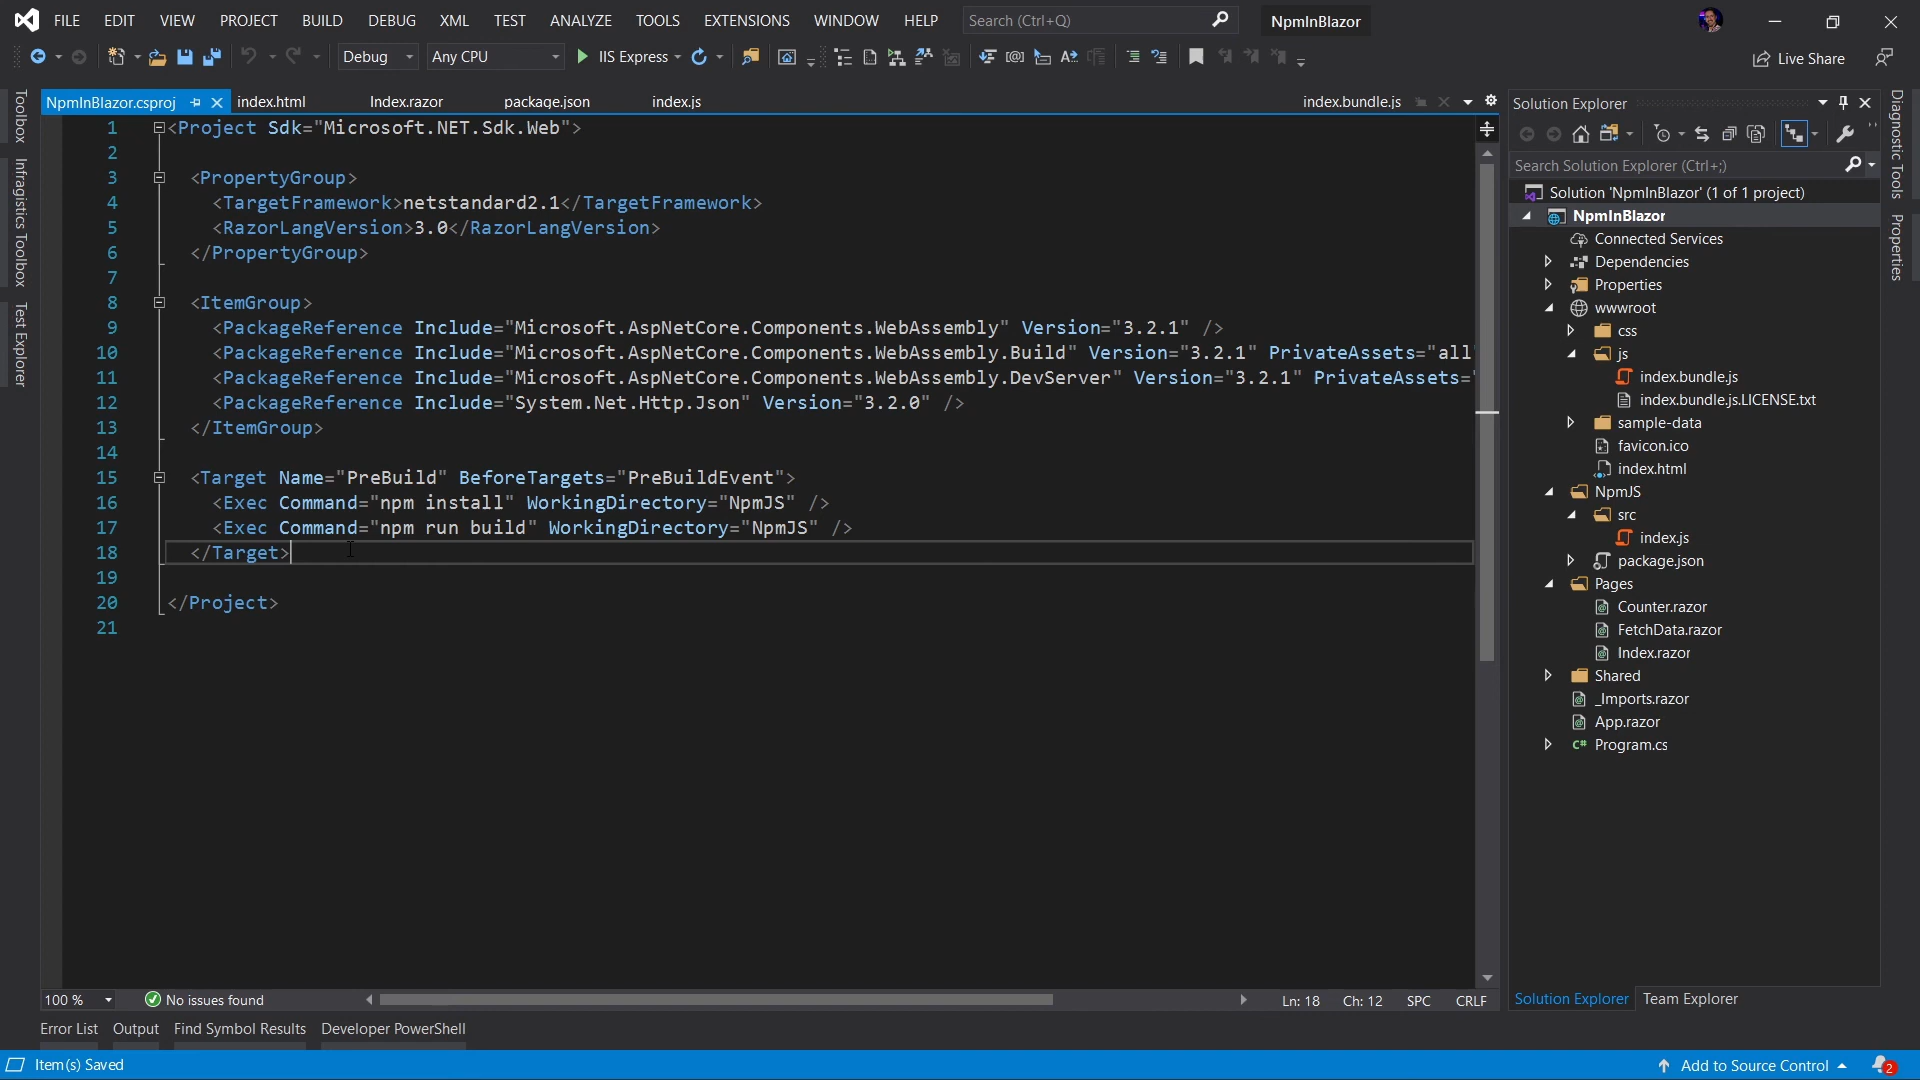 FILE EDIT VIEW PROJECT BUILD DEBUG XML TEST ANALYZE TOOLS EXTENSIONS WINDOW HELP Search (Ctrl+Q) NpmInBlazor
Debug Any CPU IIS Express Live Share
NpmInBlazor.csproj index.html Index.razor package.json index.js index.bundle.js
Toolbox
Infragistics Toolbox
Test Explorer
1 <Project Sdk="Microsoft.NET.Sdk.Web">
2
3 <PropertyGroup>
4 <TargetFramework>netstandard2.1</TargetFramework>
5 <RazorLangVersion>3.0</RazorLangVersion>
6 </PropertyGroup>
7
8 <ItemGroup>
9 <PackageReference Include="Microsoft.AspNetCore.Components.WebAssembly" Version="3.2.1" />
10 <PackageReference Include="Microsoft.AspNetCore.Components.WebAssembly.Build" Version="3.2.1" PrivateAssets="all"
11 <PackageReference Include="Microsoft.AspNetCore.Components.WebAssembly.DevServer" Version="3.2.1" PrivateAssets="
12 <PackageReference Include="System.Net.Http.Json" Version="3.2.0" />
13 </ItemGroup>
14
15 <Target Name="PreBuild" BeforeTargets="PreBuildEvent">
16 <Exec Command="npm install" WorkingDirectory="NpmJS" />
17 <Exec Command="npm run build" WorkingDirectory="NpmJS" />
18 </Target>
19
20 </Project>
21
100 % No issues found Ln: 18 Ch: 12 SPC CRLF
Solution Explorer
Search Solution Explorer (Ctrl+;)
Solution 'NpmInBlazor' (1 of 1 project)
NpmInBlazor
Connected Services
Dependencies
Properties
wwwroot
css
js
index.bundle.js
index.bundle.js.LICENSE.txt
sample-data
favicon.ico
index.html
NpmJS
src
index.js
package.json
Pages
Counter.razor
FetchData.razor
Index.razor
Shared
_Imports.razor
App.razor
C# Program.cs
Solution Explorer Team Explorer
Diagnostic Tools
Properties
Error List Output Find Symbol Results Developer PowerShell
Item(s) Saved Add to Source Control 2